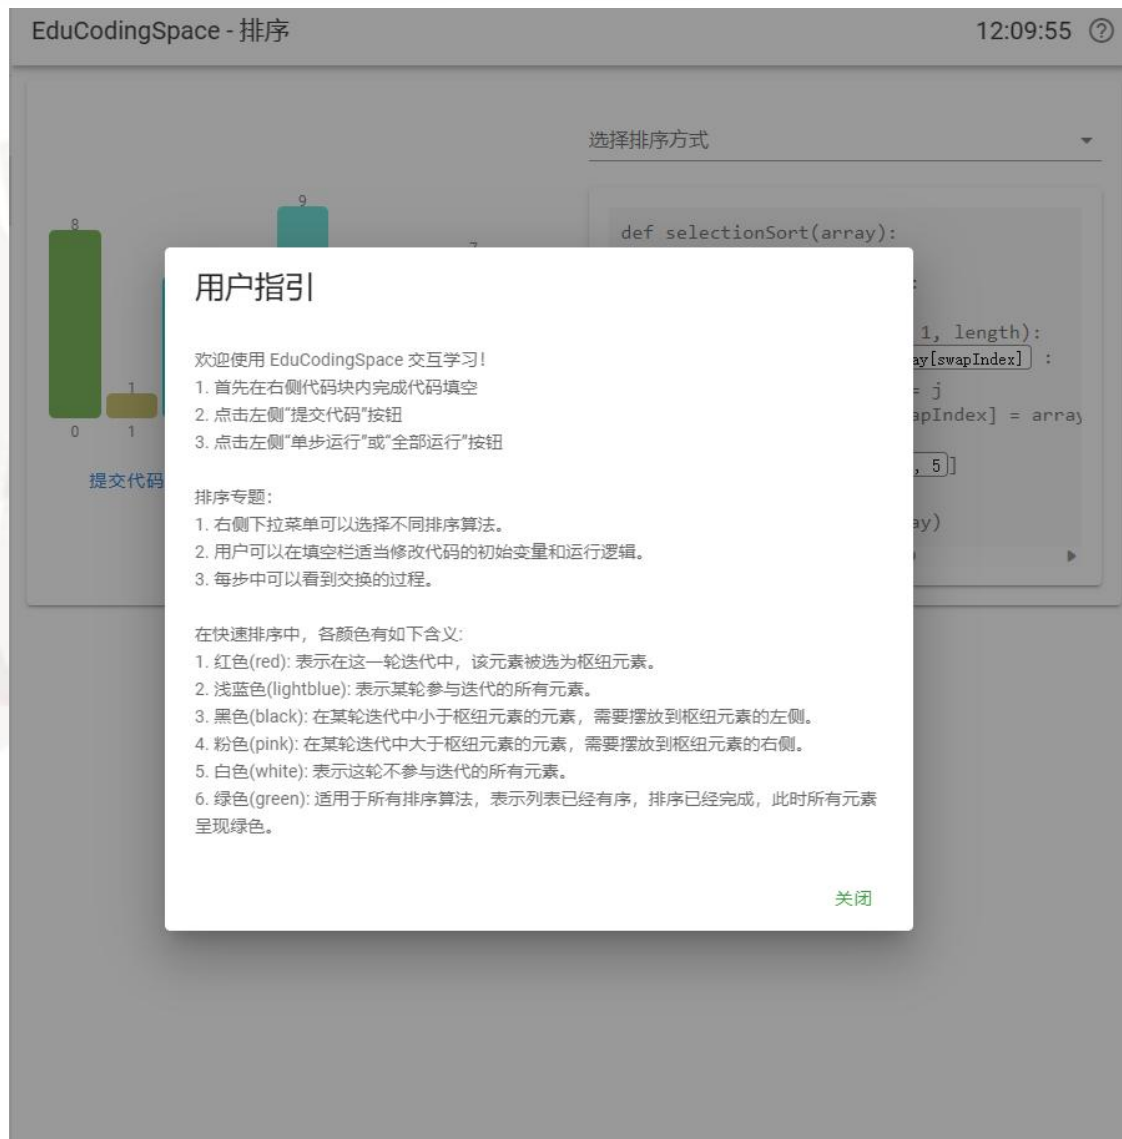 EduCodingSpace - 排序
12:09:55
选择排序方式
8
1
9
0
1
提交代码
def selectionSort(array):
:
1, length):
ay[swapIndex] :
= j
apIndex] = array
, 5]
ay)
用户指引
欢迎使用 EduCodingSpace 交互学习！
1. 首先在右侧代码块内完成代码填空
2. 点击左侧“提交代码”按钮
3. 点击左侧“单步运行”或“全部运行”按钮
排序专题：
1. 右侧下拉菜单可以选择不同排序算法。
2. 用户可以在填空栏适当修改代码的初始变量和运行逻辑。
3. 每步中可以看到交换的过程。
在快速排序中，各颜色有如下含义:
1. 红色(red): 表示在这一轮迭代中，该元素被选为枢纽元素。
2. 浅蓝色(lightblue): 表示某轮参与迭代的所有元素。
3. 黑色(black): 在某轮迭代中小于枢纽元素的元素，需要摆放到枢纽元素的左侧。
4. 粉色(pink): 在某轮迭代中大于枢纽元素的元素，需要摆放到枢纽元素的右侧。
5. 白色(white): 表示这轮不参与迭代的所有元素。
6. 绿色(green): 适用于所有排序算法，表示列表已经有序，排序已经完成，此时所有元素
呈现绿色。
关闭